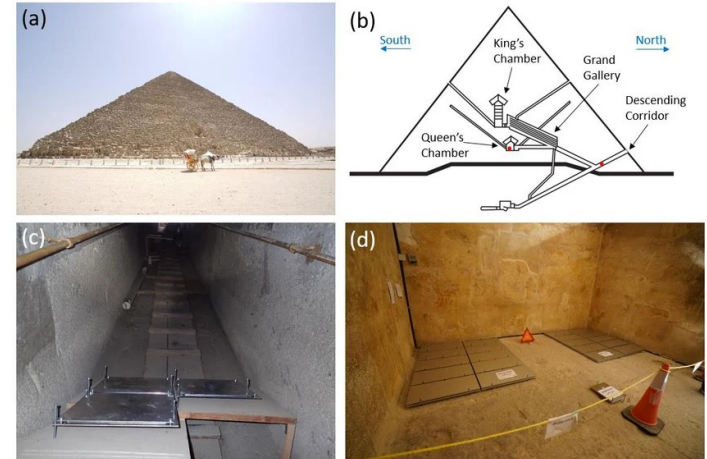 (a)
(b)
South
North
King's
Chamber
Grand
Gallery
Descending
Corridor
Queen's
Chamber
(c)
(d)